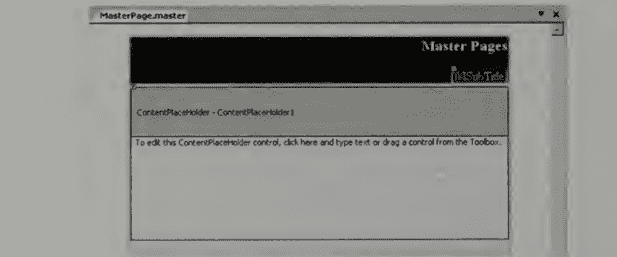 MasterPage.master
Master Pages
[lblSubTitle]
ContentPlaceHolder - ContentPlaceHolder1
To edit this ContentPlaceHolder control, click here and type text or drag a control from the Toolbox.